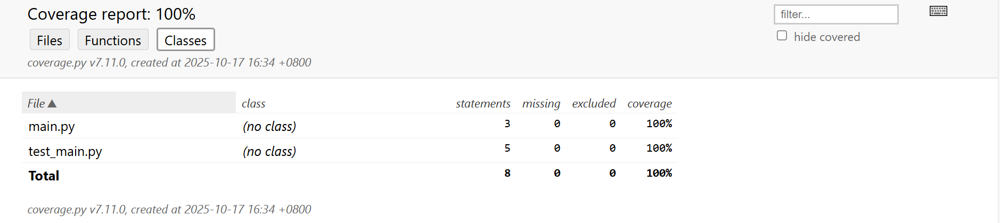 Coverage report: 100%
filter...
Files Functions Classes
hide covered
coverage.py v7.11.0, created at 2025-10-17 16:34 +0800
File ▲ class statements missing excluded coverage
main.py (no class) 3 0 0 100%
test_main.py (no class) 5 0 0 100%
Total 8 0 0 100%
coverage.py v7.11.0, created at 2025-10-17 16:34 +0800